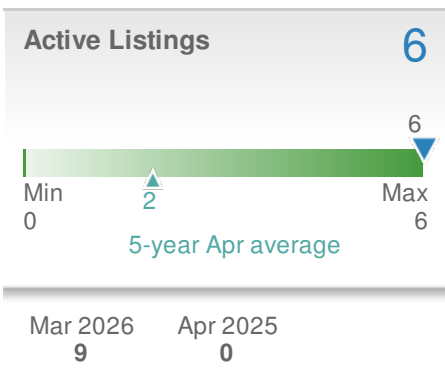 Active Listings 6
6
Min Max
2
0 6
5-year Apr average
Mar 2026 Apr 2025
9 0